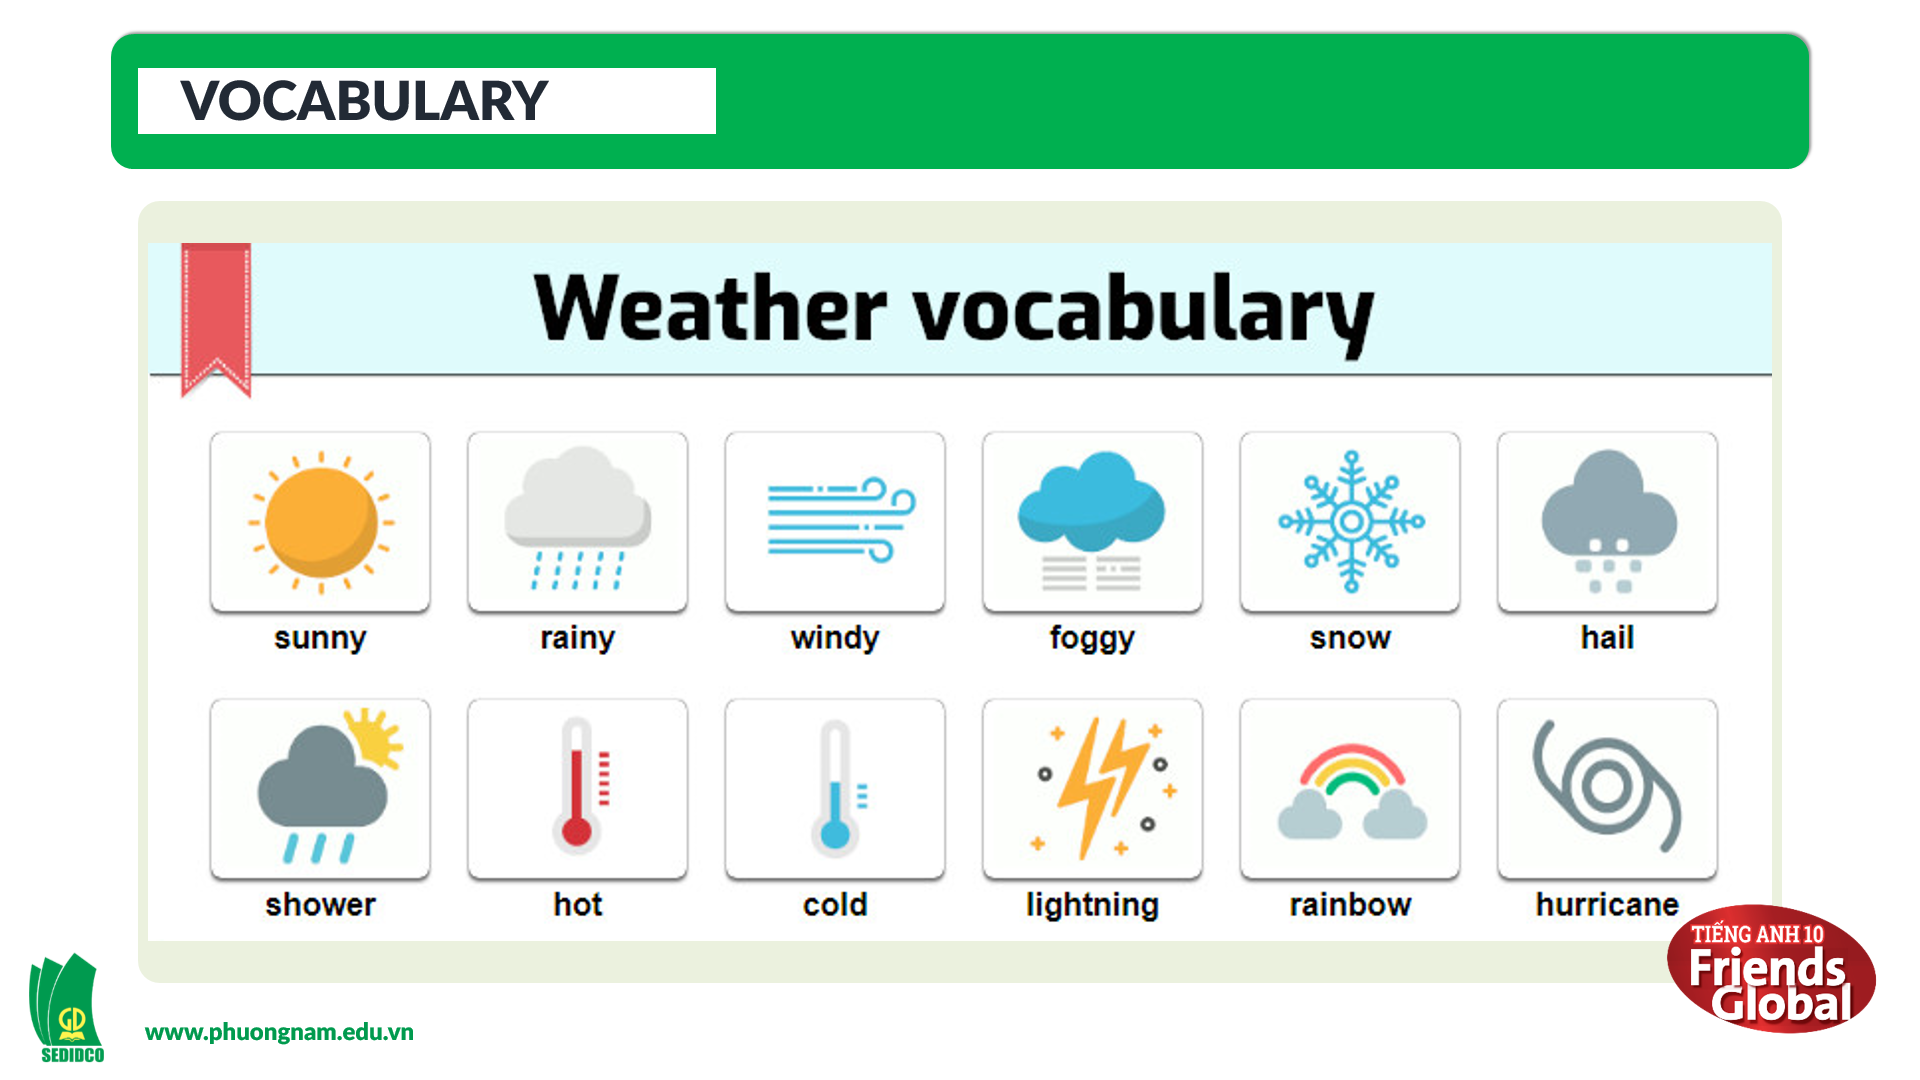 VOCABULARY
Weather vocabulary
sunny rainy windy foggy snow hail
shower hot cold lightning rainbow hurricane
TIẾNG ANH 10
Friends
Global
GD
SEDIDCO
www.phuongnam.edu.vn